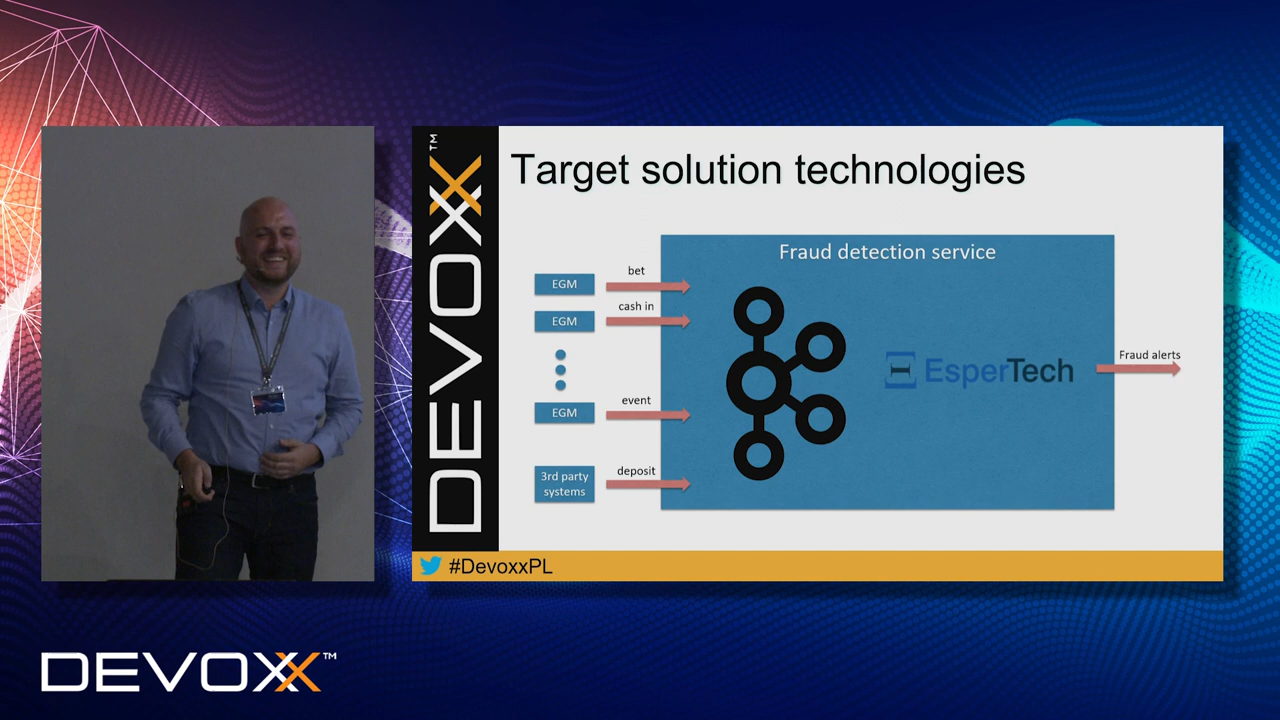 DEVOXX™
Target solution technologies
Fraud detection service
EGM
bet
EGM
cash in
EGM
event
3rd party
systems
deposit
EsperTech
Fraud alerts
#DevoxxPL
DEVOXX™